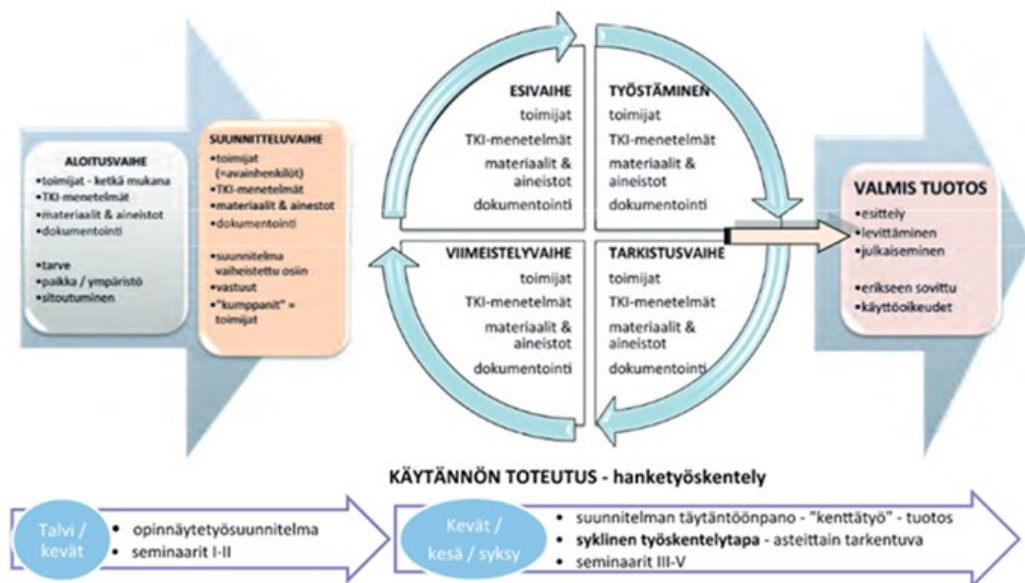 ALOITUSVAIHE
•toimijat - ketkä mukana
•TKI-menetelmät
•materiaalit & aineistot
•dokumentointi
•tarve
•paikka / ympäristö
•sitoutuminen
SUUNNITTELUVAIHE
•toimijat
(=avainhenkilöt)
•TKI-menetelmät
•materiaalit & ainestot
•dokumentointi
•suunnitelma
vaiheistettu osiin
•vastuut
•"kumppanit" =
toimijat
ESIVAIHE
toimijat
TKI-menetelmät
materiaalit &
aineistot
dokumentointi
TYÖSTÄMINEN
toimijat
TKI-menetelmät
materiaalit &
aineistot
dokumentointi
VIIMEISTELYVAIHE
toimijat
TKI-menetelmät
materiaalit &
aineistot
dokumentointi
TARKISTUSVAIHE
toimijat
TKI-menetelmät
materiaalit &
aineistot
dokumentointi
VALMIS TUOTOS
•esittely
•levittäminen
•julkaiseminen
•erikseen sovittu
•käyttöoikeudet
KÄYTÄNNÖN TOTEUTUS - hanketyöskentely
Talvi /
kevät
• opinnäytetyösuunnitelma
• seminaarit I-II
Kevät /
kesä / syksy
• suunnitelman täytäntöönpano - "kenttätyö" - tuotos
• syklinen työskentelytapa - asteittain tarkentuva
• seminaarit III-V